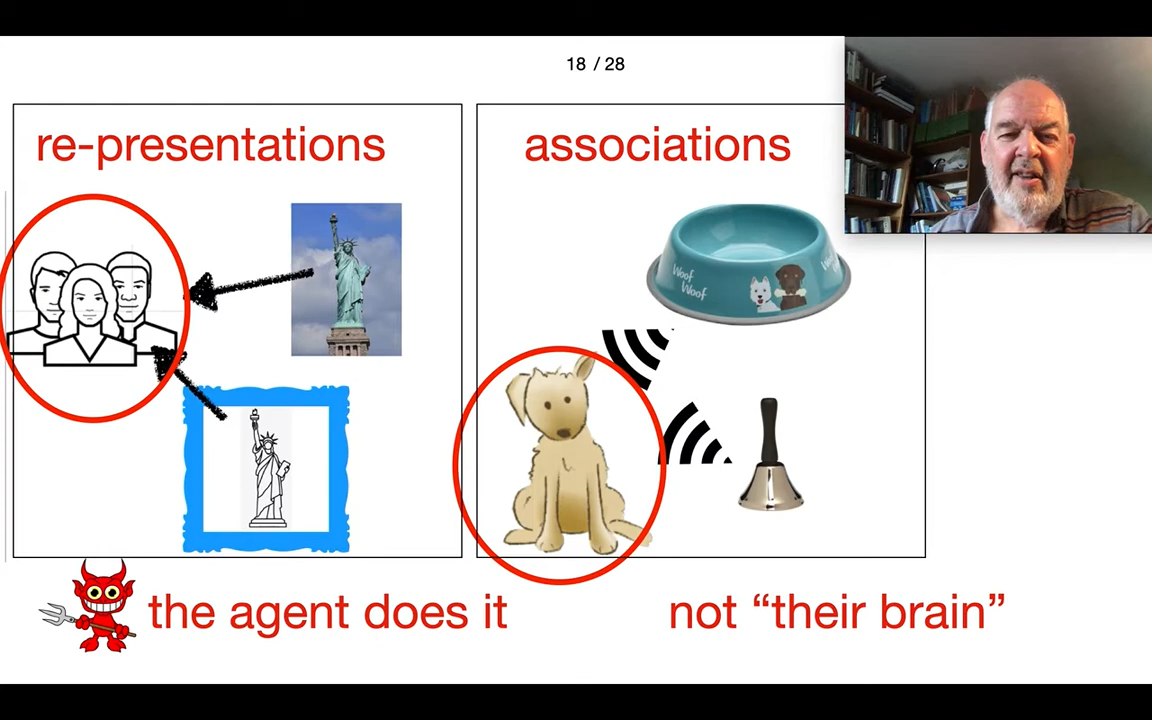 18 / 28
re-presentations
associations
Woof
Woof
the agent does it
not “their brain”